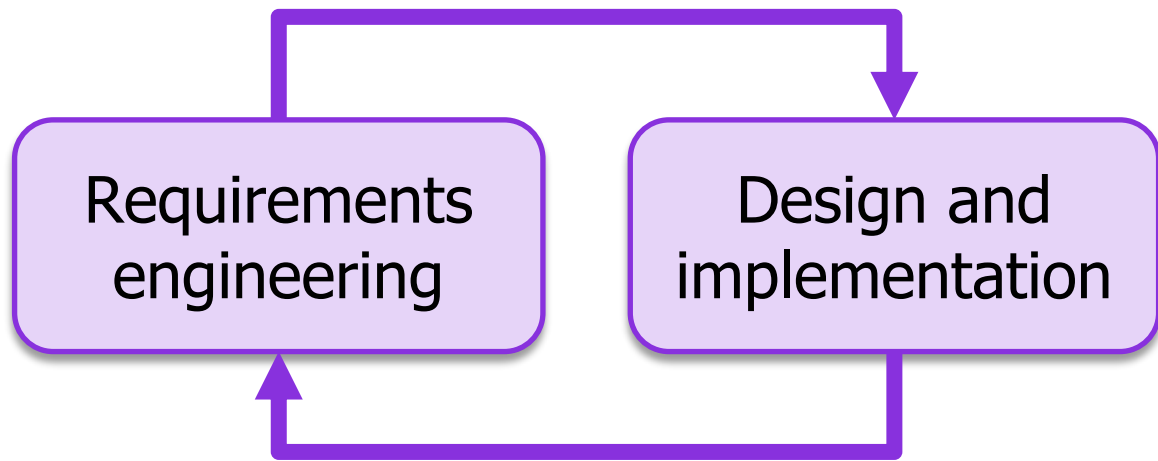 Requirements
engineering
Design and
implementation